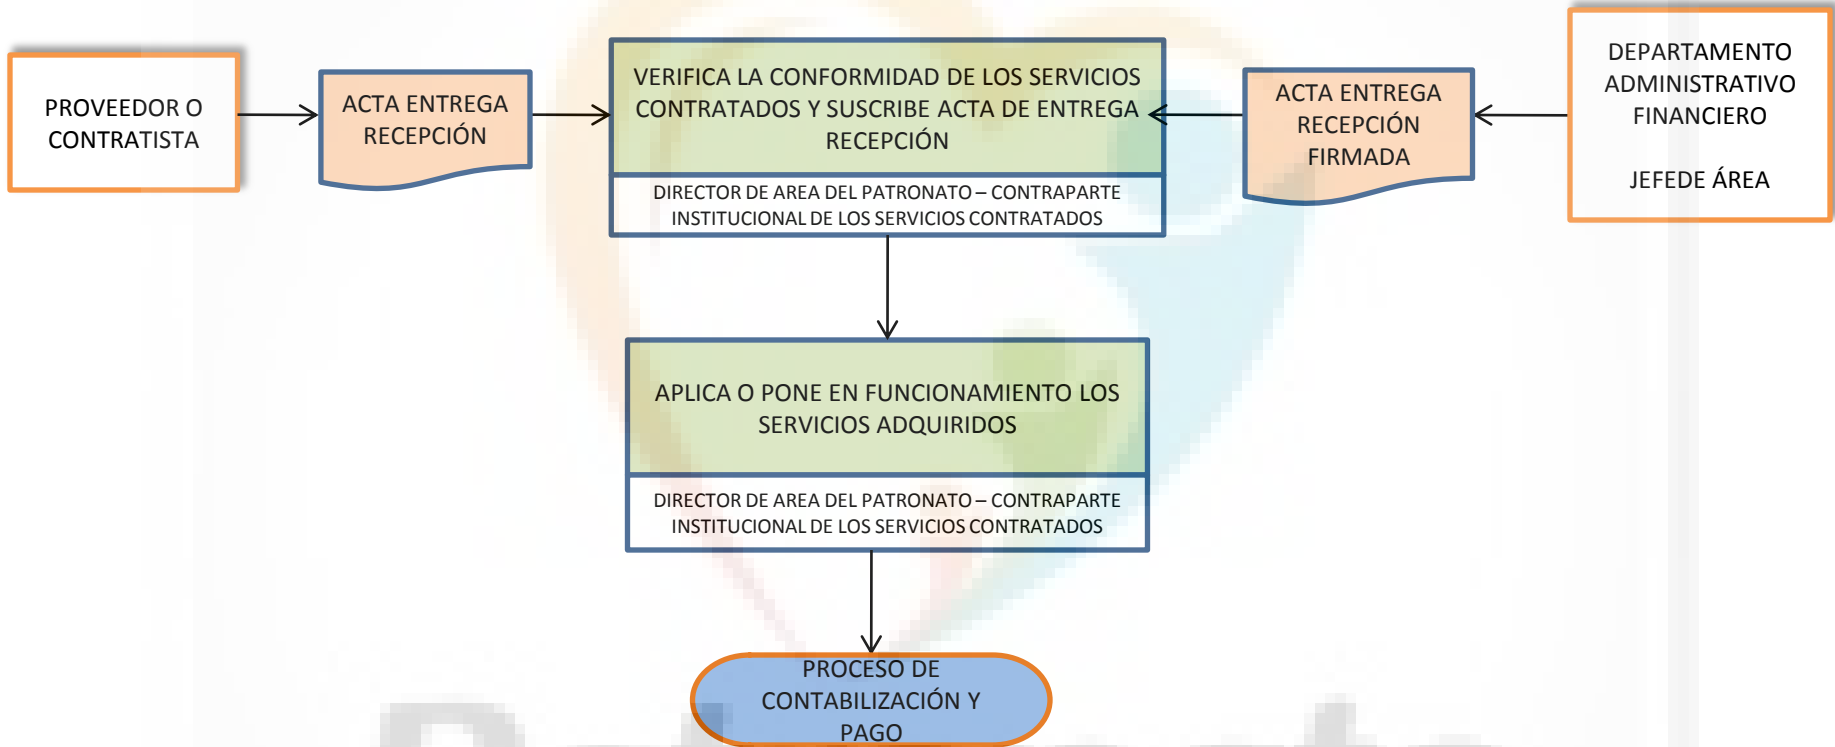 PROVEEDOR O
CONTRATISTA
ACTA ENTREGA
RECEPCIÓN
VERIFICA LA CONFORMIDAD DE LOS SERVICIOS
CONTRATADOS Y SUSCRIBE ACTA DE ENTREGA
RECEPCIÓN
DIRECTOR DE AREA DEL PATRONATO – CONTRAPARTE
INSTITUCIONAL DE LOS SERVICIOS CONTRATADOS
ACTA ENTREGA
RECEPCIÓN
FIRMADA
DEPARTAMENTO
ADMINISTRATIVO
FINANCIERO
JEFEDE ÁREA
APLICA O PONE EN FUNCIONAMIENTO LOS
SERVICIOS ADQUIRIDOS
DIRECTOR DE AREA DEL PATRONATO – CONTRAPARTE
INSTITUCIONAL DE LOS SERVICIOS CONTRATADOS
PROCESO DE
CONTABILIZACIÓN Y
PAGO